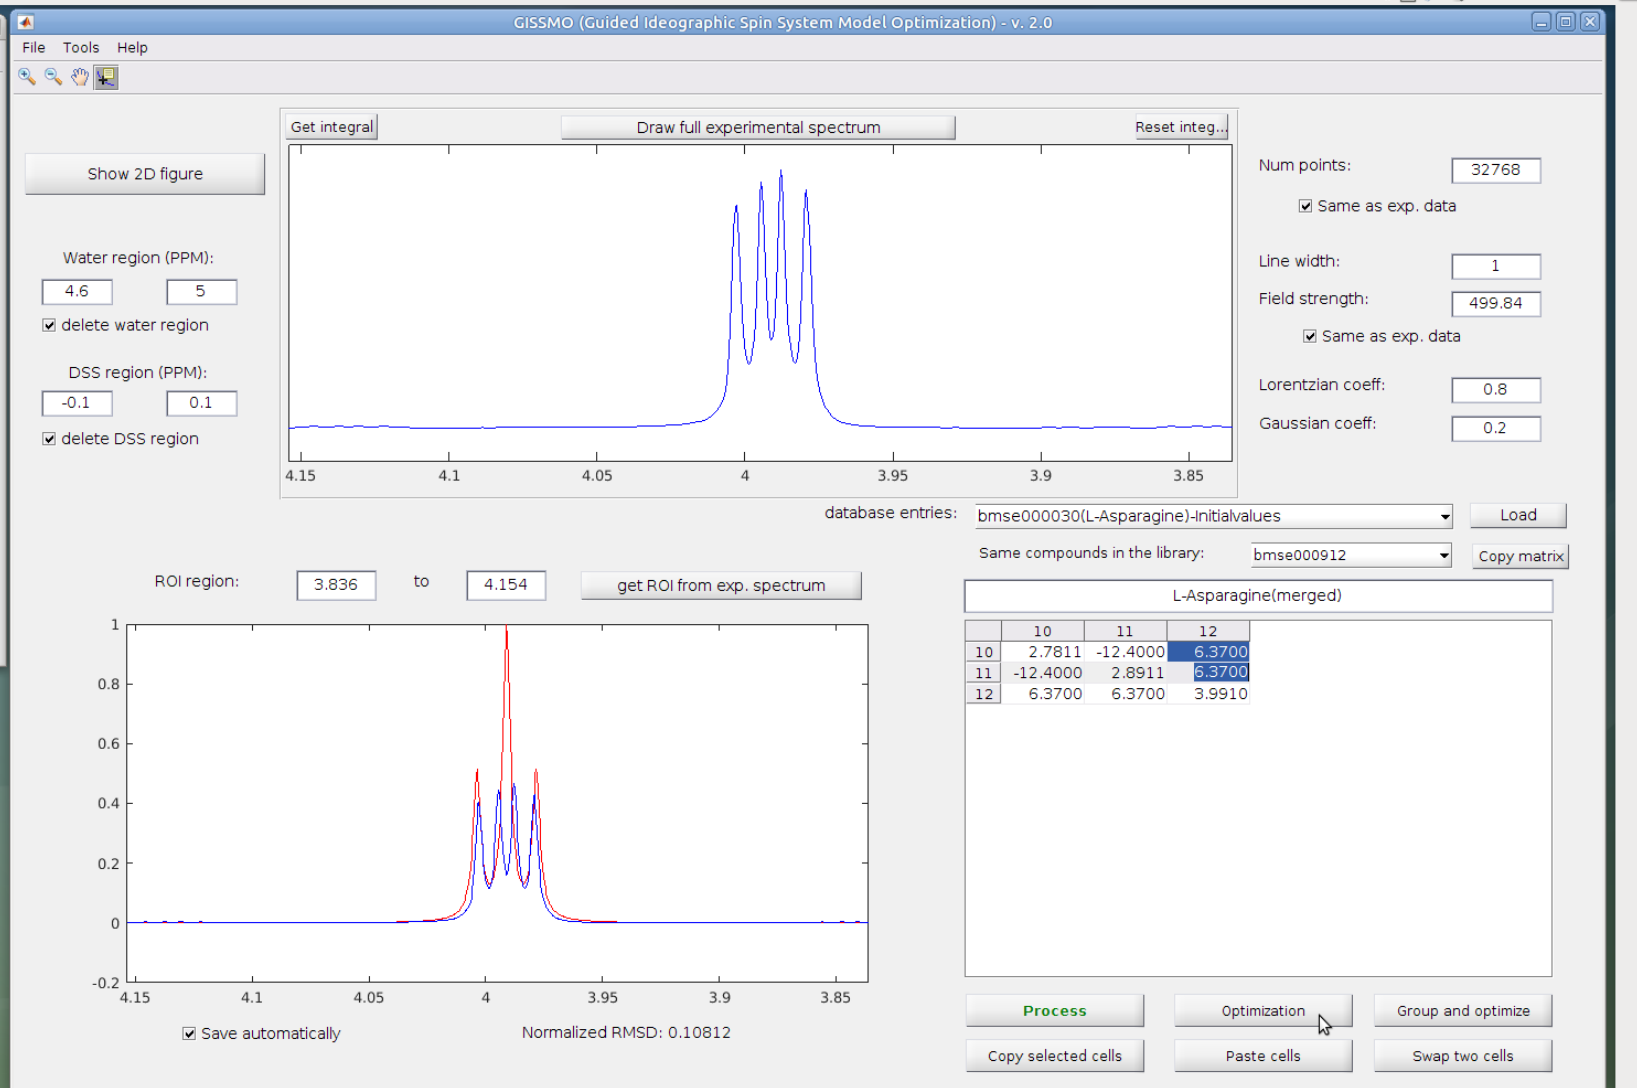 GISSMO (Guided Ideographic Spin System Model Optimization) - v. 2.0
File Tools Help
Get integral Draw full experimental spectrum Reset integ...
Show 2D figure
Water region (PPM):
4.6 5
delete water region
DSS region (PPM):
-0.1 0.1
delete DSS region
4.15 4.1 4.05 4 3.95 3.9 3.85
Num points: 32768
Same as exp. data
Line width: 1
Field strength: 499.84
Same as exp. data
Lorentzian coeff: 0.8
Gaussian coeff: 0.2
database entries: bmse000030(L-Asparagine)-Initialvalues Load
Same compounds in the library: bmse000912 Copy matrix
ROI region: 3.836 to 4.154 get ROI from exp. spectrum
L-Asparagine(merged)
10 11 12
10 2.7811 -12.4000 6.3700
11 -12.4000 2.8911 6.3700
12 6.3700 6.3700 3.9910
1
0.8
0.6
0.4
0.2
0
-0.2
4.15 4.1 4.05 4 3.95 3.9 3.85
Save automatically Normalized RMSD: 0.10812
Process Optimization Group and optimize
Copy selected cells Paste cells Swap two cells